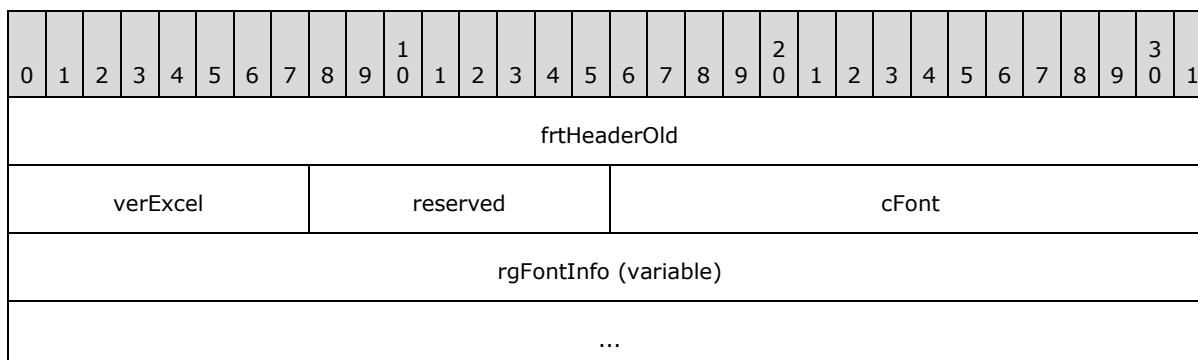 1 2 3
0 1 2 3 4 5 6 7 8 9 0 1 2 3 4 5 6 7 8 9 0 1 2 3 4 5 6 7 8 9 0 1
frtHeaderOld
verExcel reserved cFont
rgFontInfo (variable)
...